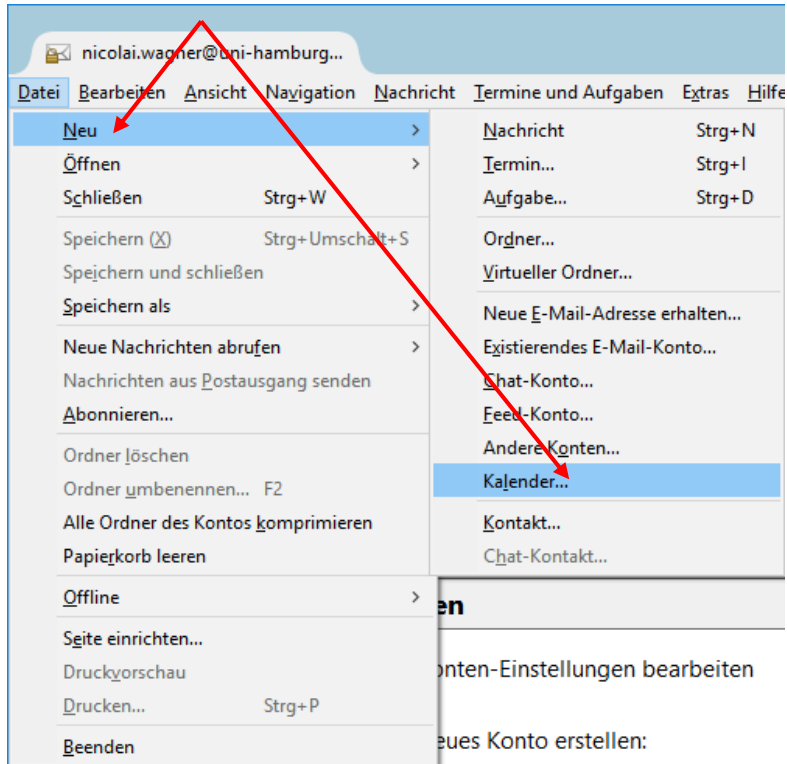 nicolai.wagner@uni-hamburg...
Datei Bearbeiten Ansicht Navigation Nachricht Termine und Aufgaben Extras Hilfe
Neu >
Öffnen >
Schließen Strg+W
Speichern (X) Strg+Umschalt+S
Speichern und schließen
Speichern als >
Neue Nachrichten abrufen >
Nachrichten aus Postausgang senden
Abonnieren...
Ordner löschen
Ordner umbenennen... F2
Alle Ordner des Kontos komprimieren
Papierkorb leeren
Offline >
Seite einrichten...
Druckvorschau
Drucken... Strg+P
Beenden
Nachricht Strg+N
Termin... Strg+I
Aufgabe... Strg+D
Ordner...
Virtueller Ordner...
Neue E-Mail-Adresse erhalten...
Existierendes E-Mail-Konto...
Chat-Konto...
Feed-Konto...
Andere Konten...
Kalender...
Kontakt...
Chat-Kontakt...
en
onten-Einstellungen bearbeiten
eues Konto erstellen: